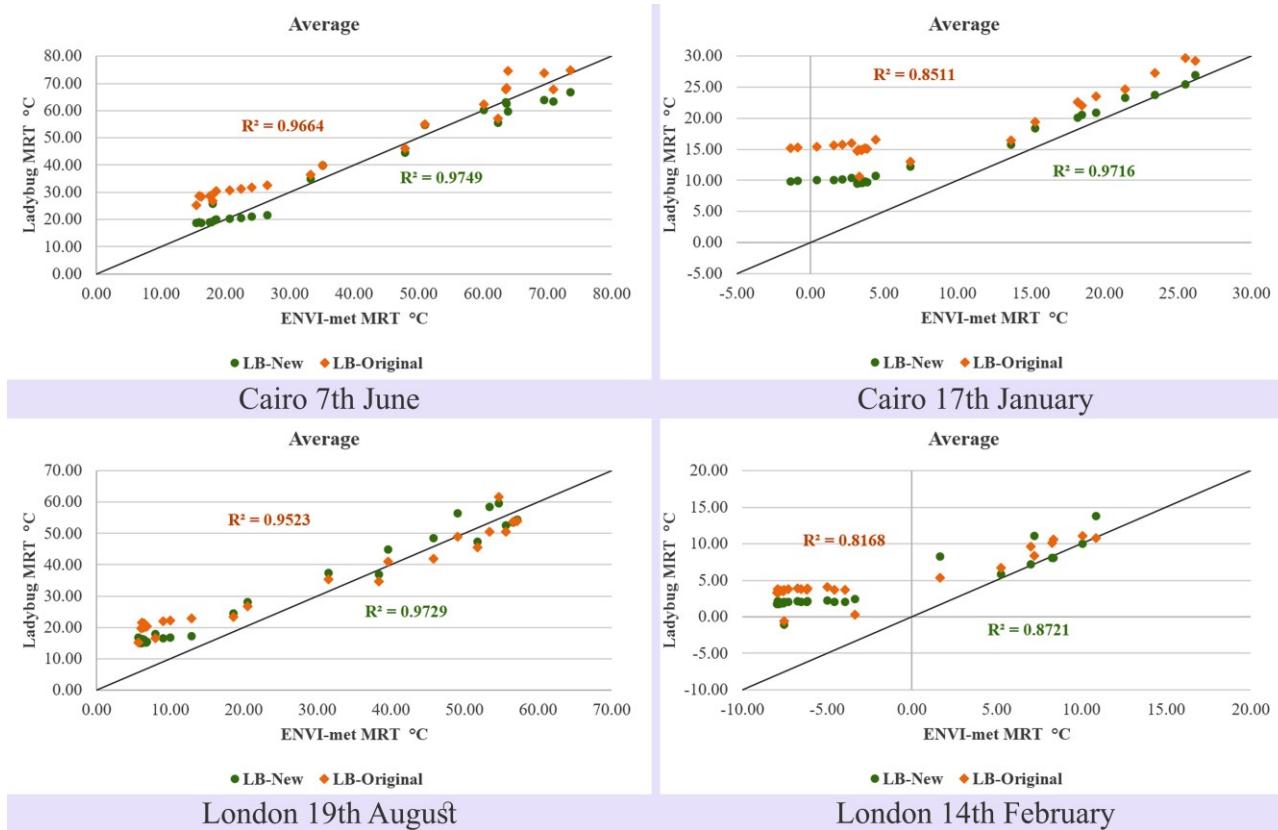 Average
80.00
70.00
60.00
50.00
40.00
30.00
20.00
10.00
0.00
Ladybug MRT °C
R² = 0.9664
R² = 0.9749
0.00 10.00 20.00 30.00 40.00 50.00 60.00 70.00 80.00
ENVI-met MRT °C
LB-New LB-Original
Cairo 7th June
Average
30.00
25.00
20.00
15.00
10.00
5.00
0.00
-5.00
Ladybug MRT °C
R² = 0.8511
R² = 0.9716
-5.00 0.00 5.00 10.00 15.00 20.00 25.00 30.00
ENVI-met MRT °C
LB-New LB-Original
Cairo 17th January
Average
70.00
60.00
50.00
40.00
30.00
20.00
10.00
0.00
Ladybug MRT °C
R² = 0.9523
R² = 0.9729
0.00 10.00 20.00 30.00 40.00 50.00 60.00 70.00
ENVI-met MRT °C
LB-New LB-Original
London 19th August
Average
20.00
15.00
10.00
5.00
0.00
-5.00
-10.00
Ladybug MRT °C
R² = 0.8168
R² = 0.8721
-10.00 -5.00 0.00 5.00 10.00 15.00 20.00
ENVI-met MRT °C
LB-New LB-Original
London 14th February